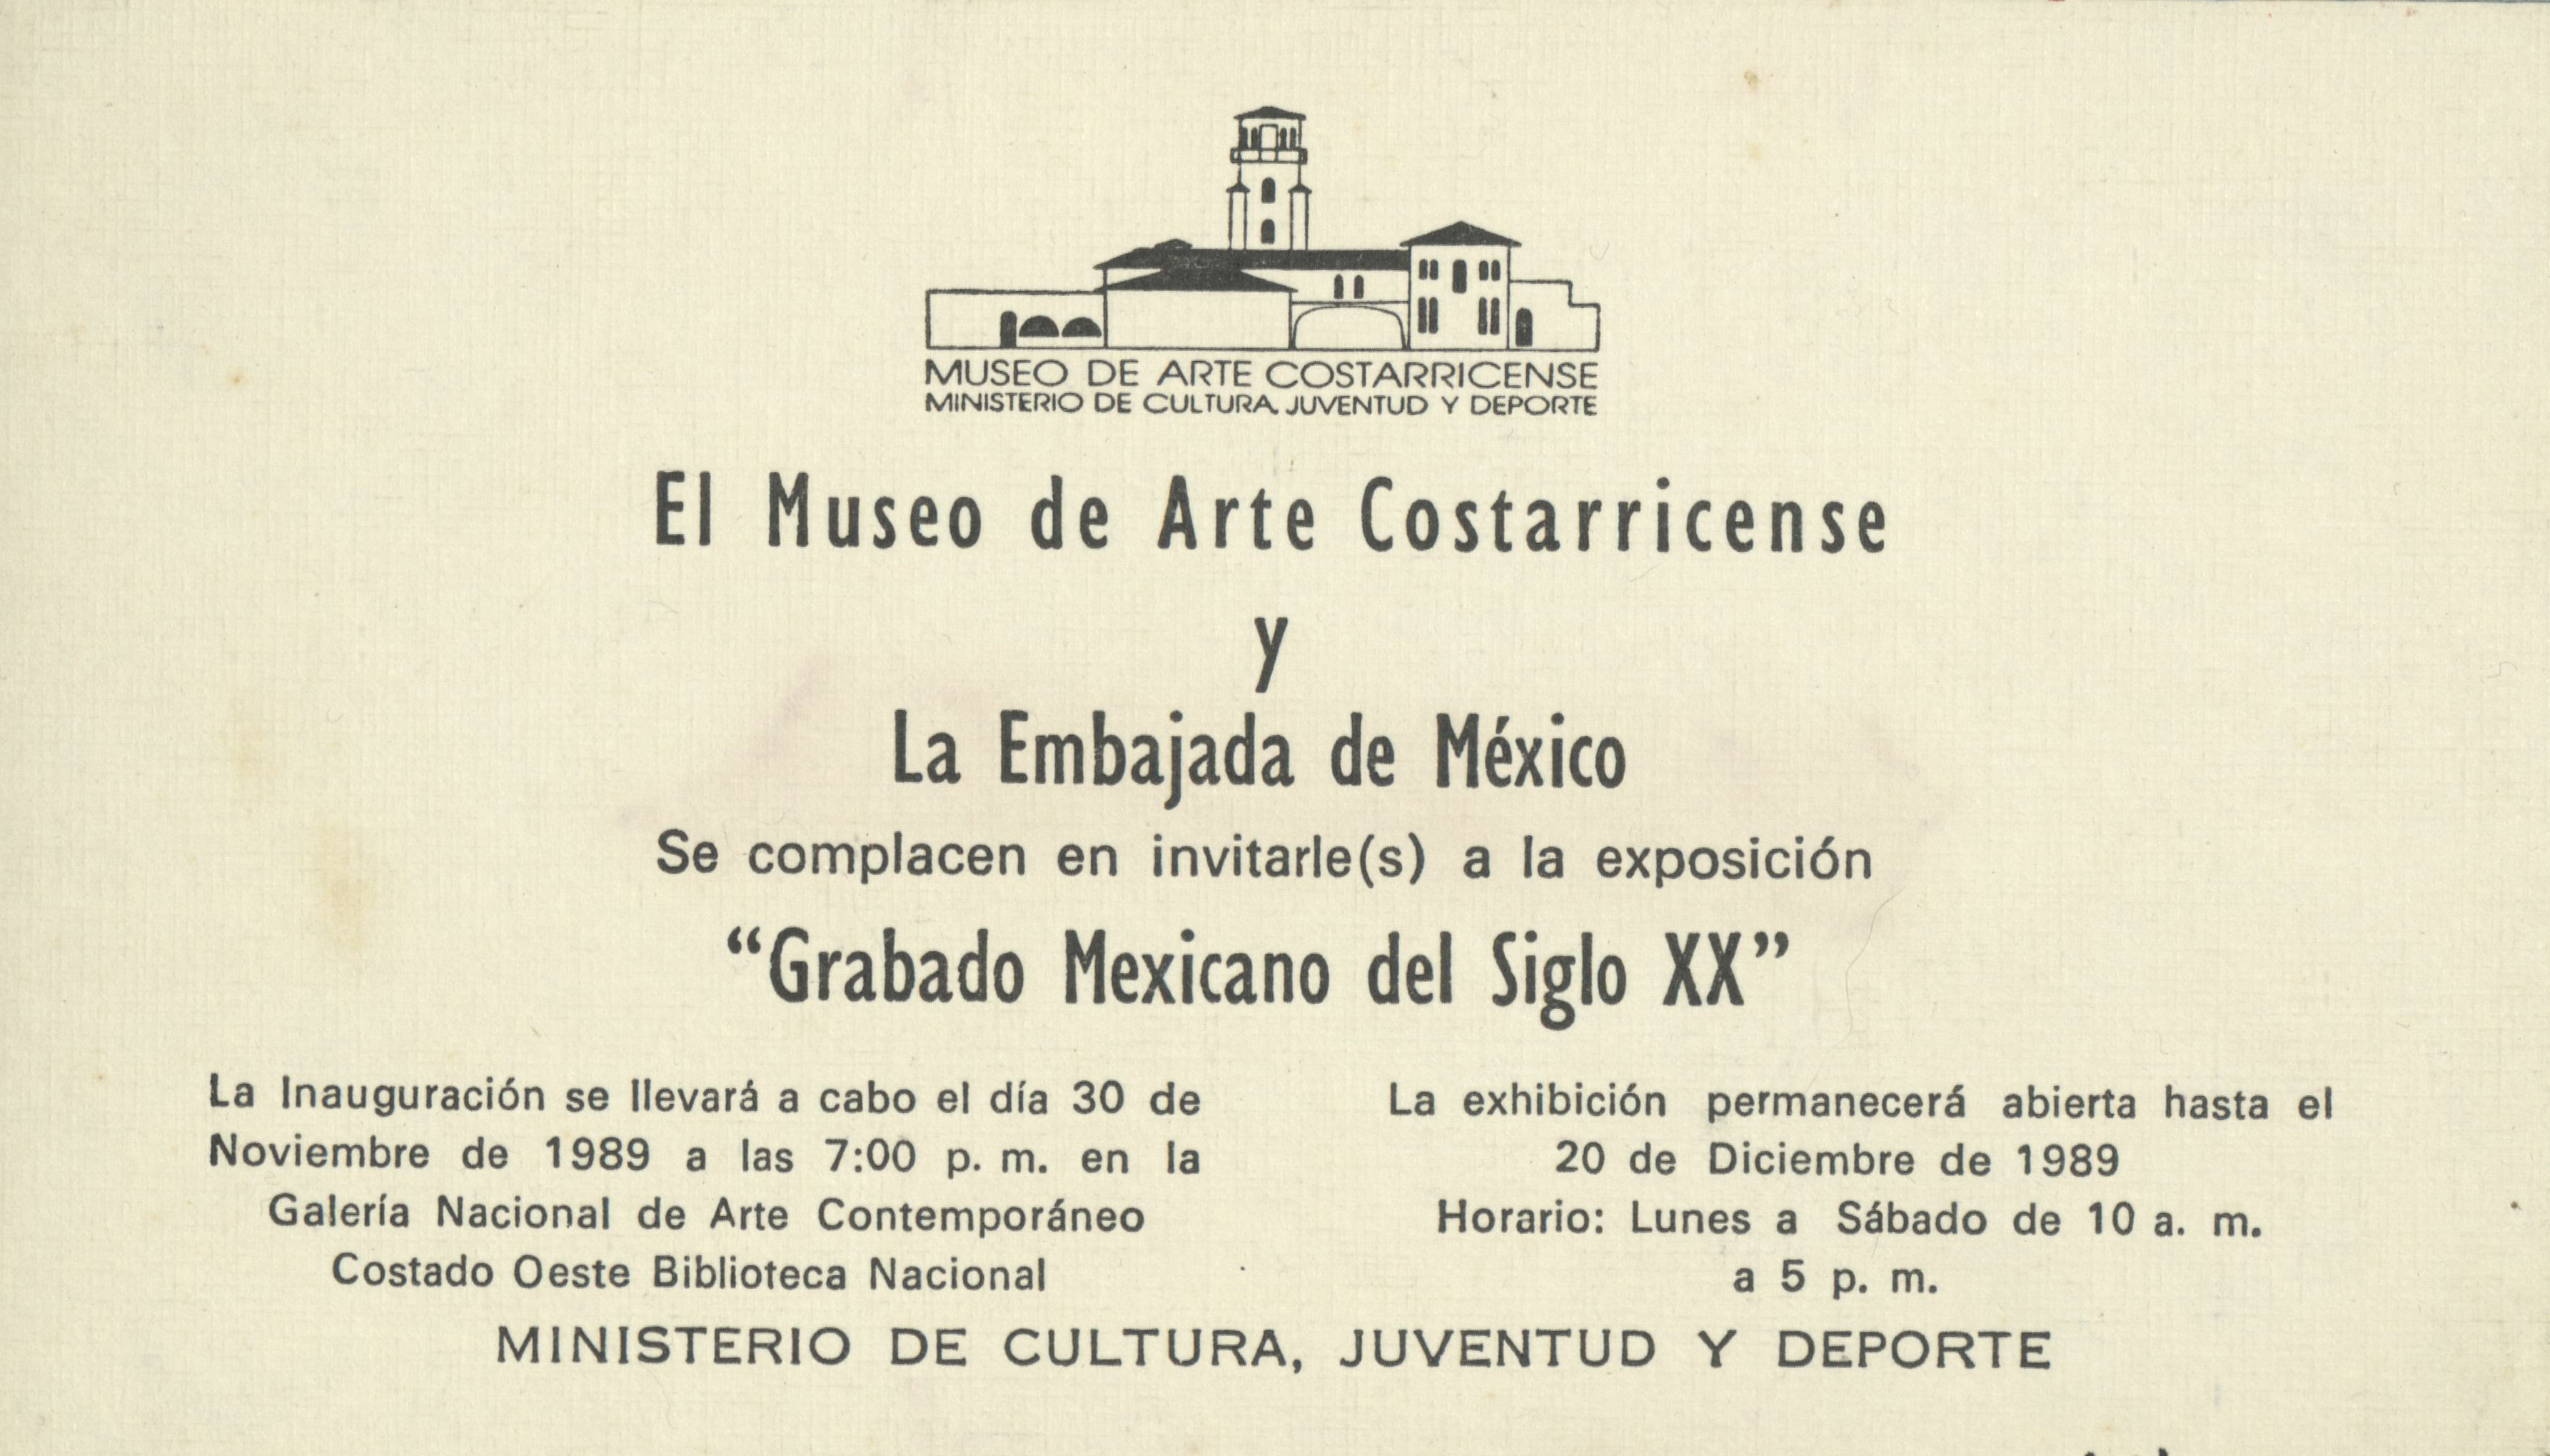 MUSEO DE ARTE COSTARRICENSE
MINISTERIO DE CULTURA JUVENTUD Y DEPORTE
El Museo de Arte Costarricense
y
La Embajada de México
Se complacen en invitarle(s) a la exposición
“Grabado Mexicano del Siglo XX”
La Inauguración se llevará a cabo el día 30 de
Noviembre de 1989 a las 7:00 p. m. en la
Galería Nacional de Arte Contemporáneo
Costado Oeste Biblioteca Nacional
La exhibición permanecerá abierta hasta el
20 de Diciembre de 1989
Horario: Lunes a Sábado de 10 a. m.
a 5 p. m.
MINISTERIO DE CULTURA, JUVENTUD Y DEPORTE